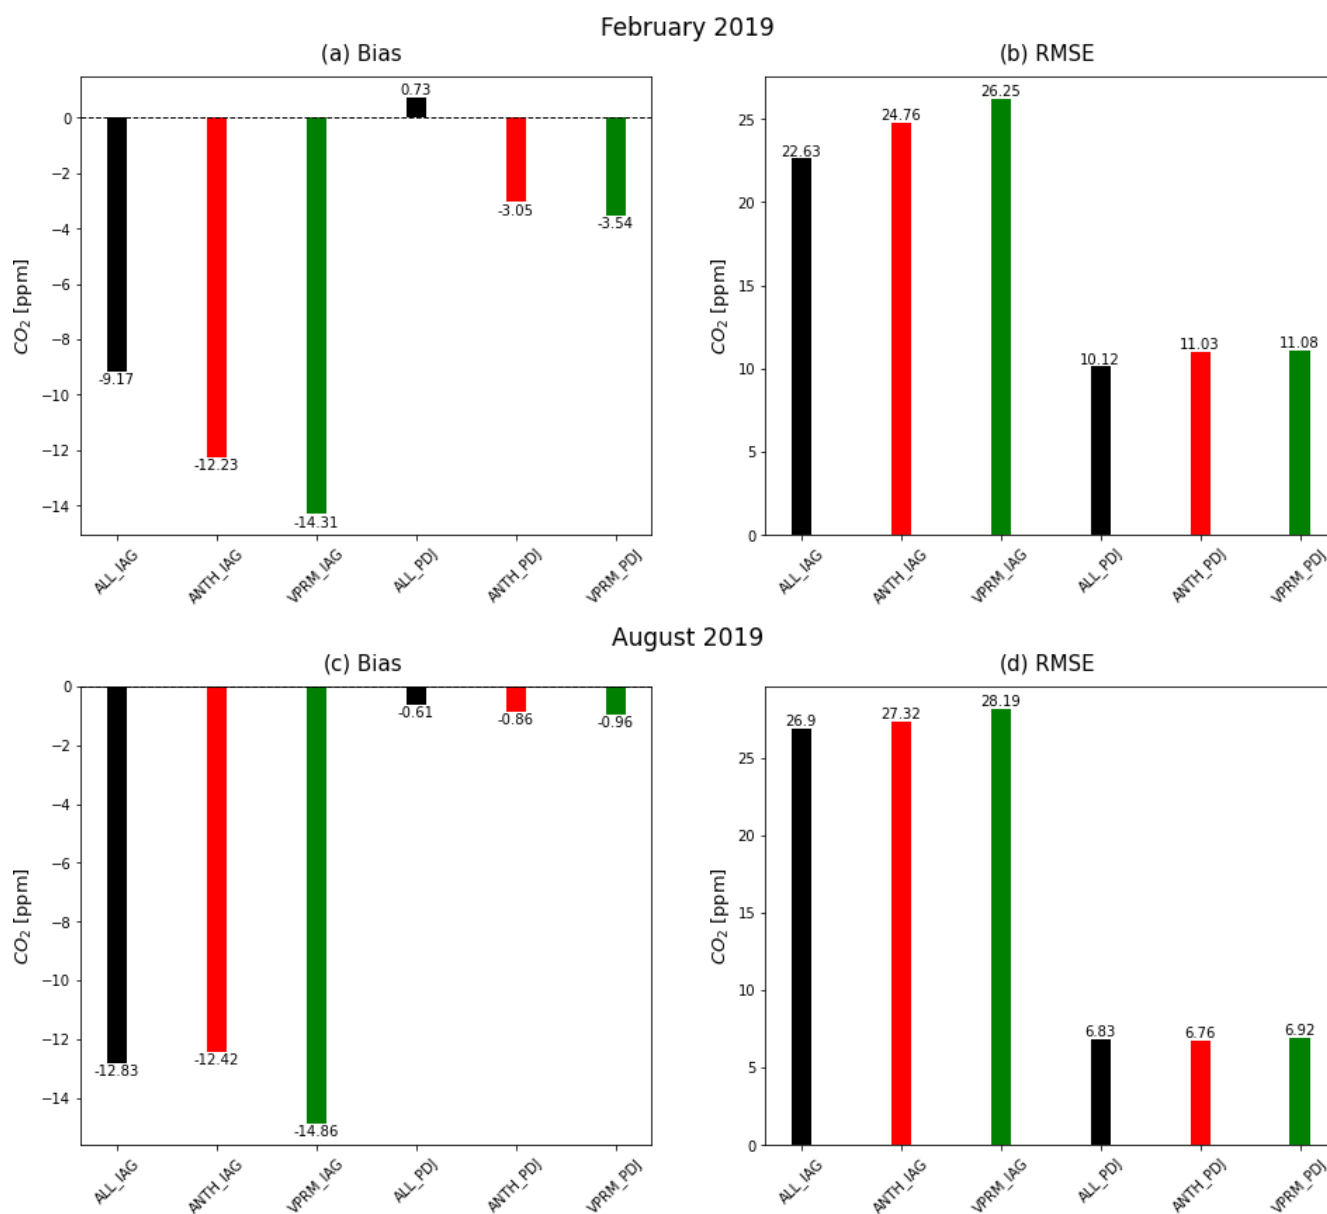 February 2019
(a) Bias
(b) RMSE
CO2 [ppm]
0
−2
−4
−6
−8
−10
−12
−14
-9.17
-12.23
-14.31
0.73
-3.05
-3.54
ALL_IAG
ANTH_IAG
VPRM_IAG
ALL_PDJ
ANTH_PDJ
VPRM_PDJ
CO2 [ppm]
25
20
15
10
5
0
22.63
24.76
26.25
10.12
11.03
11.08
ALL_IAG
ANTH_IAG
VPRM_IAG
ALL_PDJ
ANTH_PDJ
VPRM_PDJ
August 2019
(c) Bias
(d) RMSE
CO2 [ppm]
0
−2
−4
−6
−8
−10
−12
−14
-12.83
-12.42
-14.86
-0.61
-0.86
-0.96
ALL_IAG
ANTH_IAG
VPRM_IAG
ALL_PDJ
ANTH_PDJ
VPRM_PDJ
CO2 [ppm]
25
20
15
10
5
0
26.9
27.32
28.19
6.83
6.76
6.92
ALL_IAG
ANTH_IAG
VPRM_IAG
ALL_PDJ
ANTH_PDJ
VPRM_PDJ